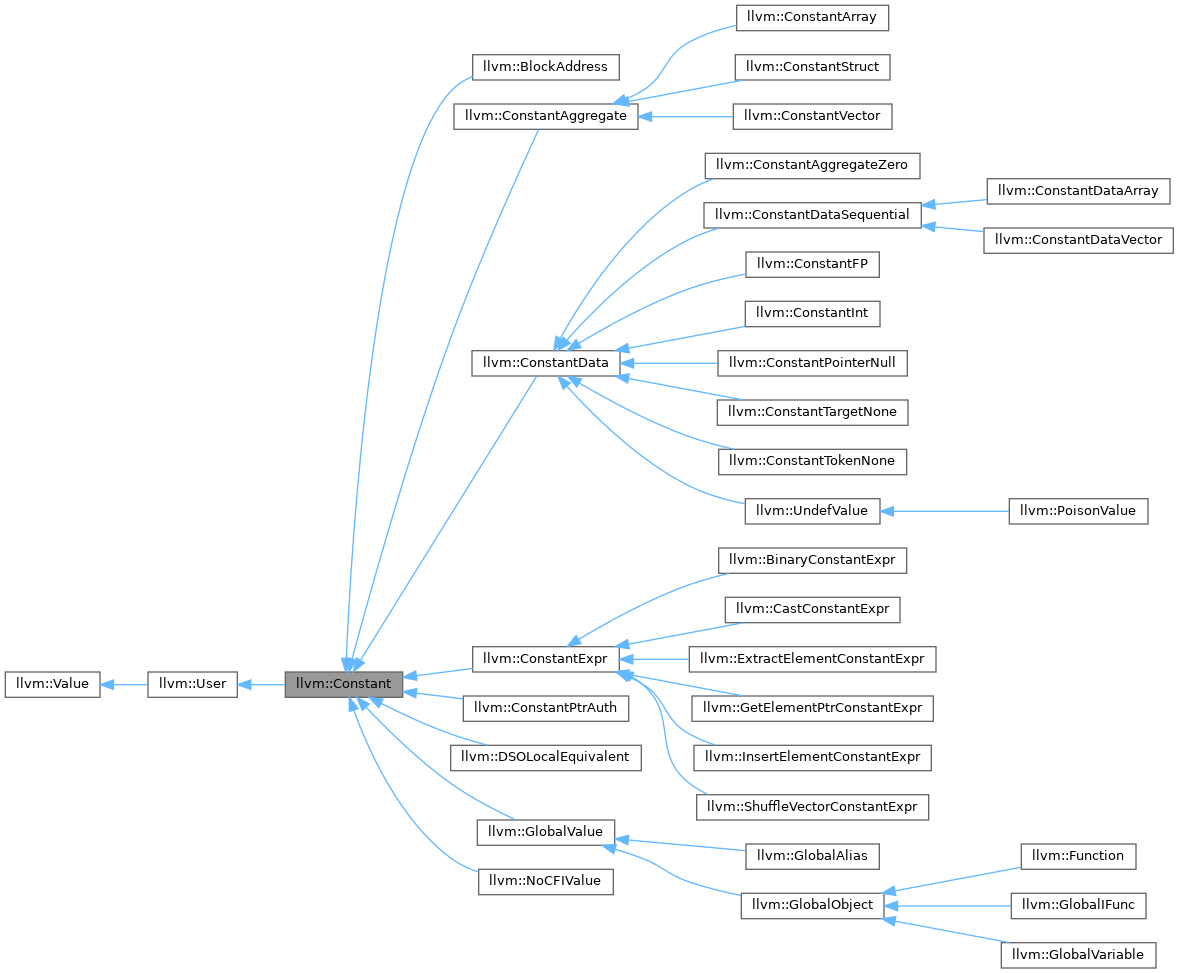 llvm::ConstantArray
llvm::BlockAddress
llvm::ConstantStruct
llvm::ConstantAggregate
llvm::ConstantVector
llvm::ConstantAggregateZero
llvm::ConstantDataArray
llvm::ConstantDataSequential
llvm::ConstantDataVector
llvm::ConstantFP
llvm::ConstantInt
llvm::ConstantData
llvm::ConstantPointerNull
llvm::ConstantTargetNone
llvm::ConstantTokenNone
llvm::UndefValue
llvm::PoisonValue
llvm::BinaryConstantExpr
llvm::CastConstantExpr
llvm::ConstantExpr
llvm::ExtractElementConstantExpr
llvm::Value
llvm::User
llvm::Constant
llvm::ConstantPtrAuth
llvm::GetElementPtrConstantExpr
llvm::DSOLocalEquivalent
llvm::InsertElementConstantExpr
llvm::ShuffleVectorConstantExpr
llvm::GlobalValue
llvm::GlobalAlias
llvm::Function
llvm::NoCFIValue
llvm::GlobalObject
llvm::GlobalIFunc
llvm::GlobalVariable